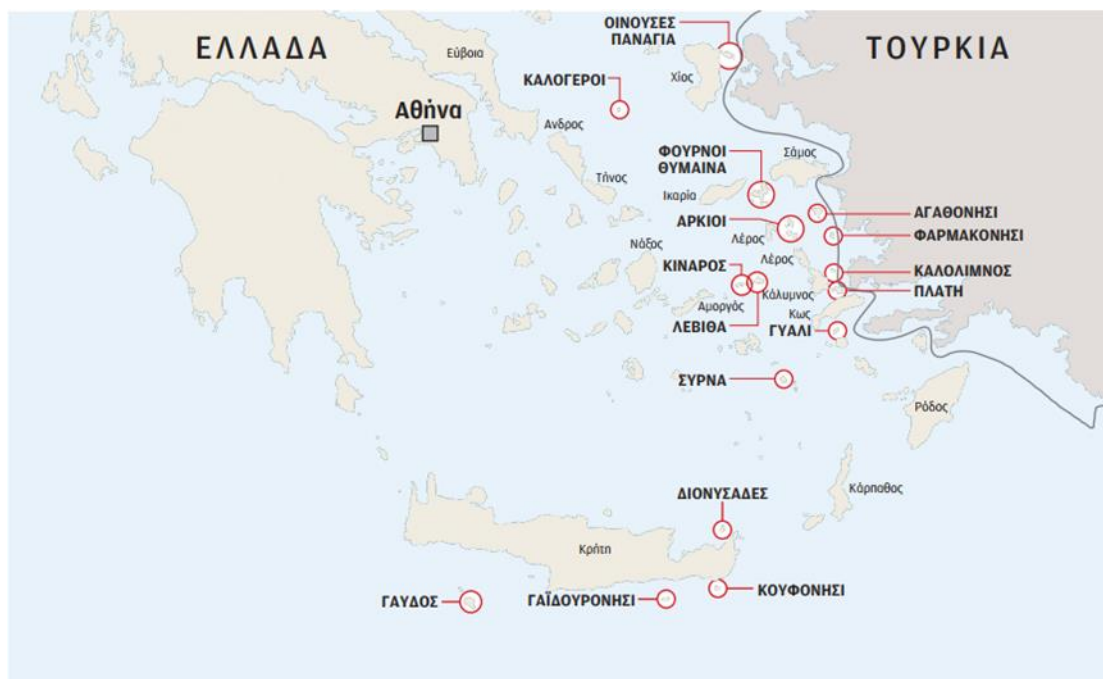 ΕΛΛΑΔΑ
ΤΟΥΡΚΙΑ
ΟΙΝΟΥΣΕΣ
ΠΑΝΑΓΙΑ
Εύβοια
Χίος
ΚΑΛΟΓΕΡΟΙ
Αθήνα
Ανδρος
ΦΟΥΡΝΟΙ
ΘΥΜΑΙΝΑ
Σάμος
Τήνος
Ικαρία
ΑΓΑΘΟΝΗΣΙ
ΑΡΚΙΟΙ
Λέρος
ΦΑΡΜΑΚΟΝΗΣΙ
Νάξος
ΚΙΝΑΡΟΣ
Λέρος
ΚΑΛΟΛΙΜΝΟΣ
ΠΛΑΤΗ
Κάλυμνος
Αμοργός
Κως
ΛΕΒΙΘΑ
ΓΥΑΛΙ
ΣΥΡΝΑ
Ρόδος
Κάρπαθος
ΔΙΟΝΥΣΑΔΕΣ
Κρήτη
ΓΑΥΔΟΣ
ΓΑΪΔΟΥΡΟΝΗΣΙ
ΚΟΥΦΟΝΗΣΙ